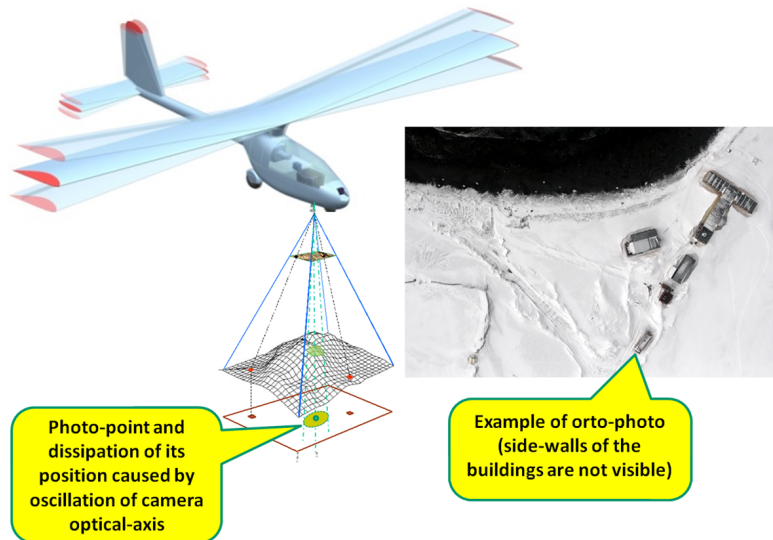 Photo-point and
dissipation of its
position caused by
oscillation of camera
optical-axis
Example of orto-photo
(side-walls of the
buildings are not visible)